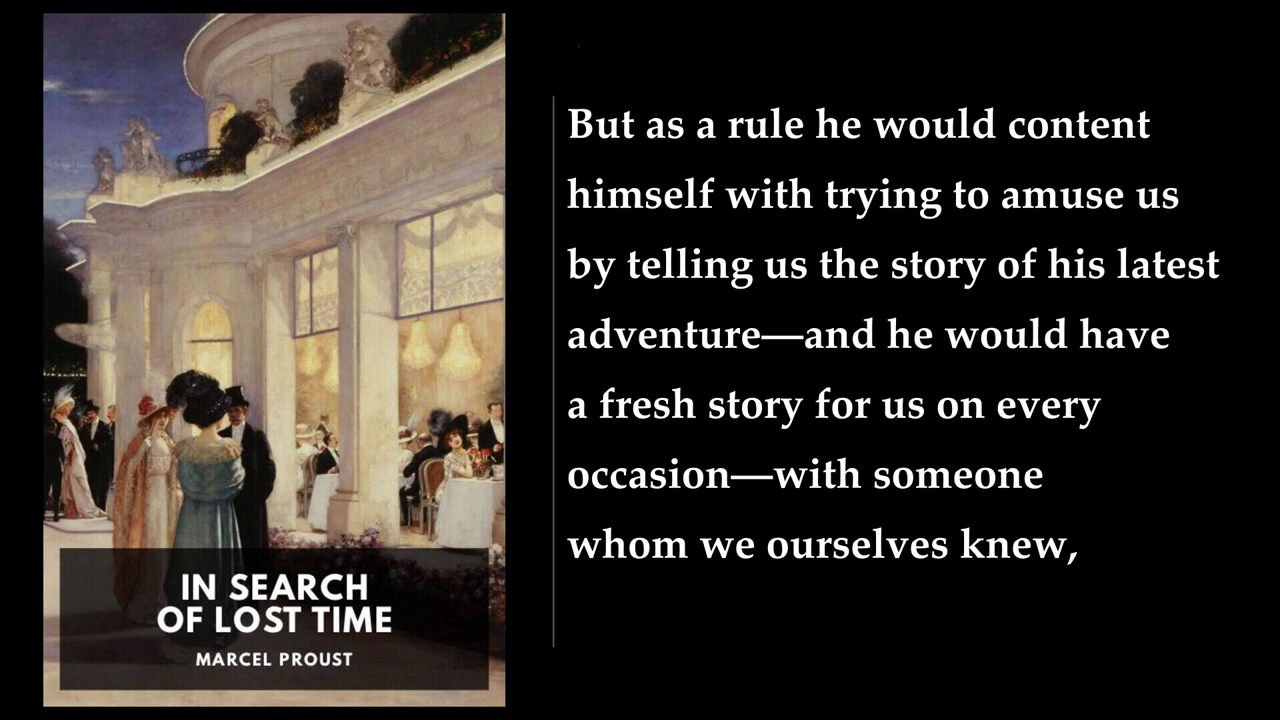 IN SEARCH
OF LOST TIME
MARCEL PROUST
But as a rule he would content
himself with trying to amuse us
by telling us the story of his latest
adventure—and he would have
a fresh story for us on every
occasion—with someone
whom we ourselves knew,